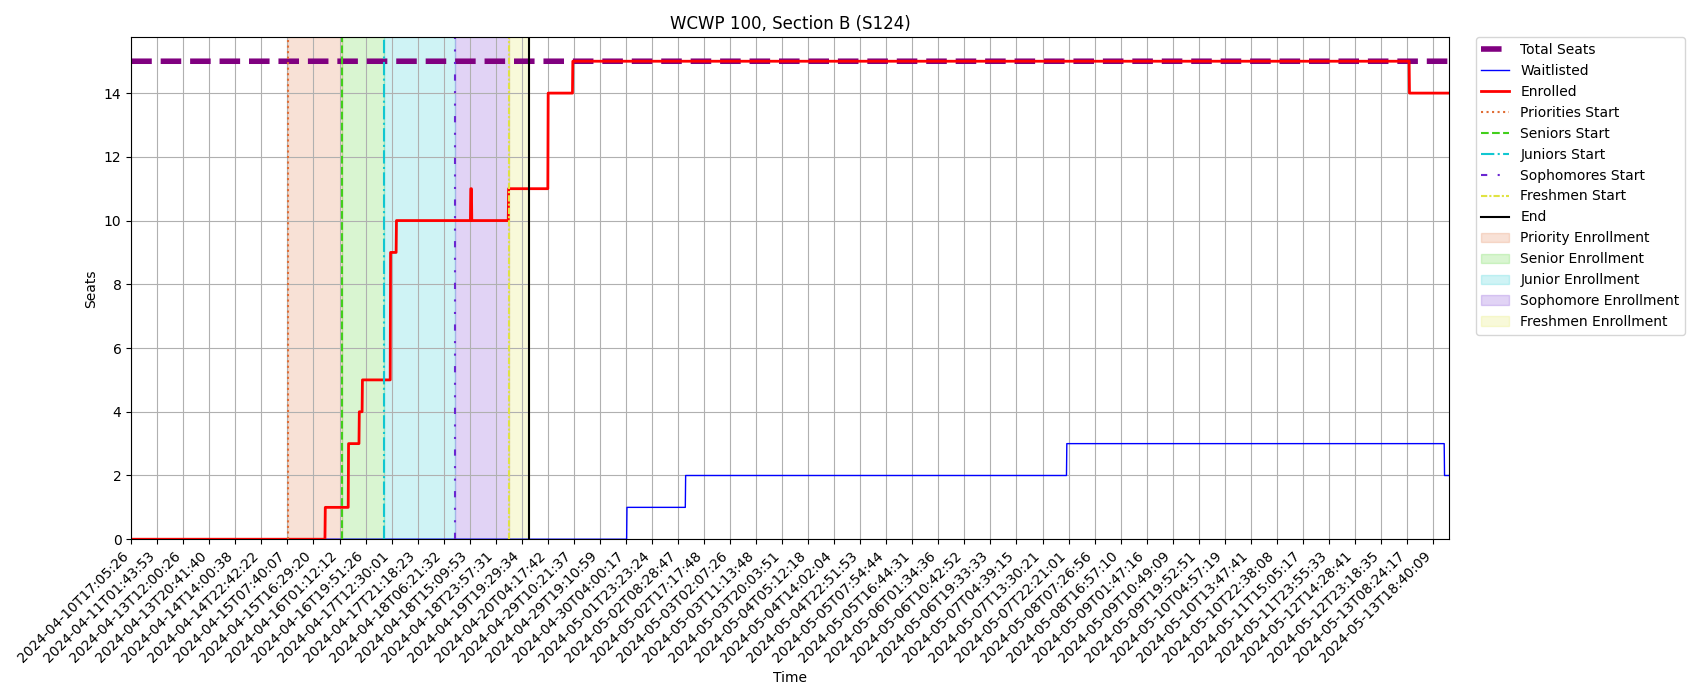 WCWP 100, Section B (S124)
Seats
14
12
10
8
6
4
2
0
2024-04-10T17:05:26
2024-04-11T01:43:53
2024-04-13T02:00:26
2024-04-13T20:41:40
2024-04-14T14:00:38
2024-04-14T22:42:22
2024-04-15T07:40:07
2024-04-15T16:29:20
2024-04-16T01:12:12
2024-04-16T19:51:26
2024-04-17T12:30:01
2024-04-17T21:18:23
2024-04-18T06:21:32
2024-04-18T15:09:53
2024-04-18T23:57:31
2024-04-19T19:29:34
2024-04-20T04:17:42
2024-04-29T10:21:37
2024-04-29T19:10:59
2024-04-30T04:00:17
2024-05-01T23:23:24
2024-05-02T08:28:47
2024-05-02T17:17:48
2024-05-03T02:07:26
2024-05-03T11:13:48
2024-05-03T20:03:51
2024-05-04T05:12:18
2024-05-04T14:02:04
2024-05-04T22:51:53
2024-05-05T07:54:44
2024-05-05T16:44:31
2024-05-06T01:34:36
2024-05-06T10:42:52
2024-05-06T19:33:33
2024-05-07T04:39:15
2024-05-07T13:30:21
2024-05-07T22:21:01
2024-05-08T07:26:56
2024-05-08T16:57:10
2024-05-09T01:47:16
2024-05-09T10:49:09
2024-05-09T19:52:51
2024-05-10T04:57:19
2024-05-10T13:47:41
2024-05-10T22:38:08
2024-05-11T15:05:17
2024-05-11T23:55:33
2024-05-12T14:28:41
2024-05-12T23:18:35
2024-05-13T08:24:17
2024-05-13T18:40:09
Time
Total Seats
Waitlisted
Enrolled
Priorities Start
Seniors Start
Juniors Start
Sophomores Start
Freshmen Start
End
Priority Enrollment
Senior Enrollment
Junior Enrollment
Sophomore Enrollment
Freshmen Enrollment